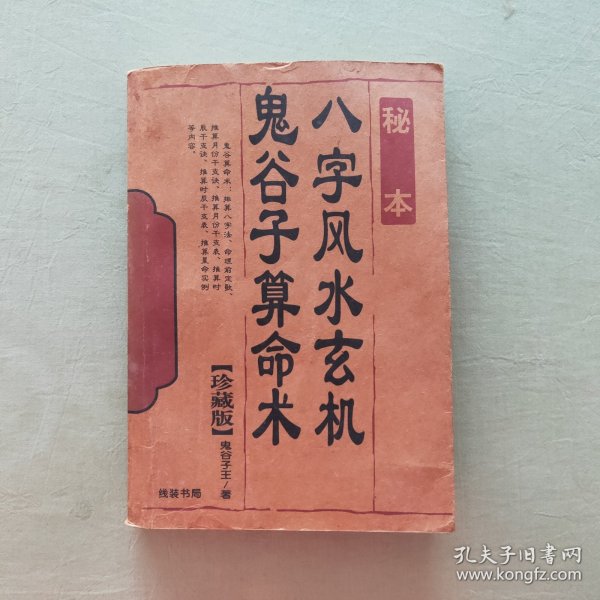 秘本
八字风水玄机
鬼谷子算命术
鬼谷算命术:推算八字法、命理前定数、
推算月份干支诀、推算月份干支表、推算时
辰干支诀、推算时辰干支表、推算星命实例
等内容。
【珍藏版】
鬼谷子王/著
线装书局
孔夫子旧书网
www.kongfz.com